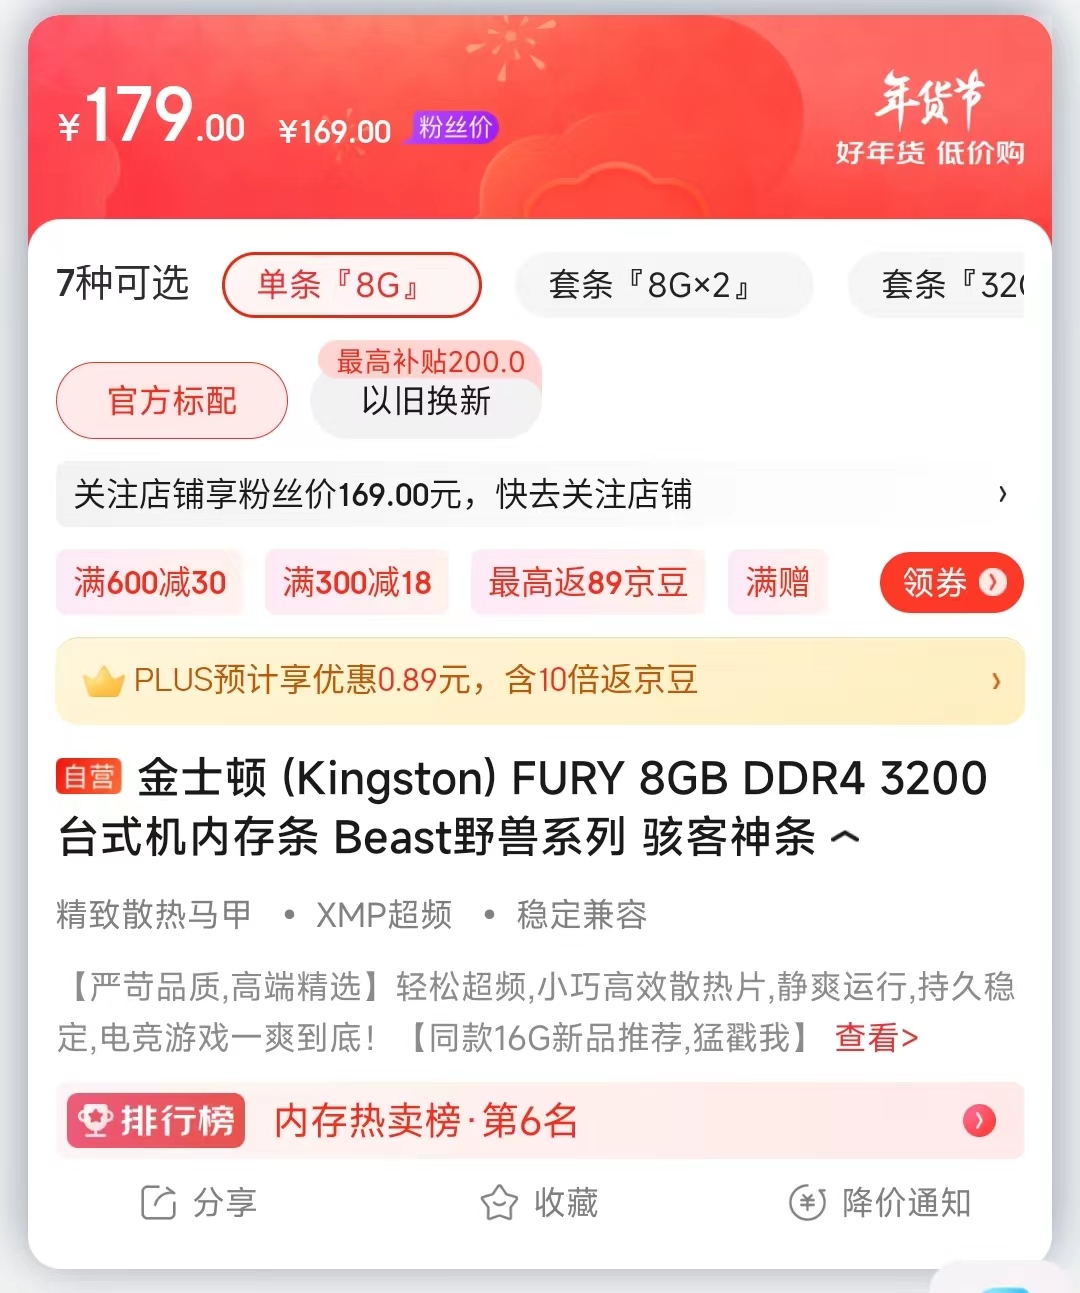 ¥179.00 ¥169.00 粉丝价
年货节
好年货 低价购
7种可选 单条『8G』 套条『8G×2』 套条『32
最高补贴200.0
官方标配 以旧换新
关注店铺享粉丝价169.00元，快去关注店铺
满600减30 满300减18 最高返89京豆 满赠 领券
PLUS预计享优惠0.89元，含10倍返京豆
自营 金士顿 (Kingston) FURY 8GB DDR4 3200
台式机内存条 Beast野兽系列 骇客神条
精致散热马甲 • XMP超频 • 稳定兼容
【严苛品质,高端精选】轻松超频,小巧高效散热片,静爽运行,持久稳
定,电竞游戏一爽到底！【同款16G新品推荐,猛戳我】 查看>
排行榜 内存热卖榜·第6名
分享 收藏 降价通知